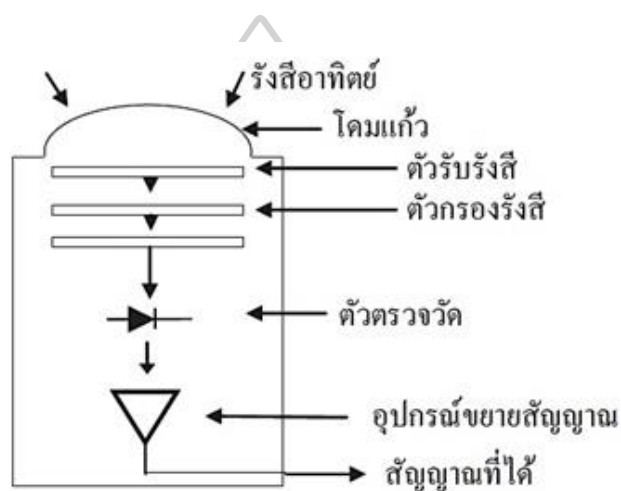 รังสีอาทิตย์
โดมแก้ว
ตัวรับรังสี
ตัวกรองรังสี
ตัวตรวจวัด
อุปกรณ์ขยายสัญญาณ
สัญญาณที่ได้